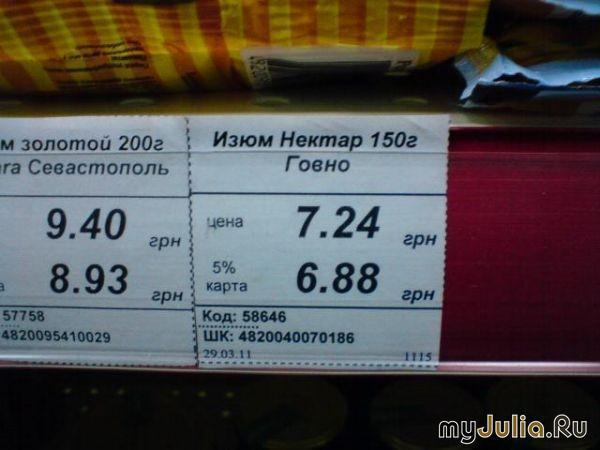 м золотой 200г
ага Севастополь
9.40 грн
а 8.93 грн
57758
4820095410029
Изюм Нектар 150г
Говно
цена 7.24 грн
5%
карта 6.88 грн
Код: 58646
ШК: 4820040070186
29.03.11 1115
myJulia.Ru